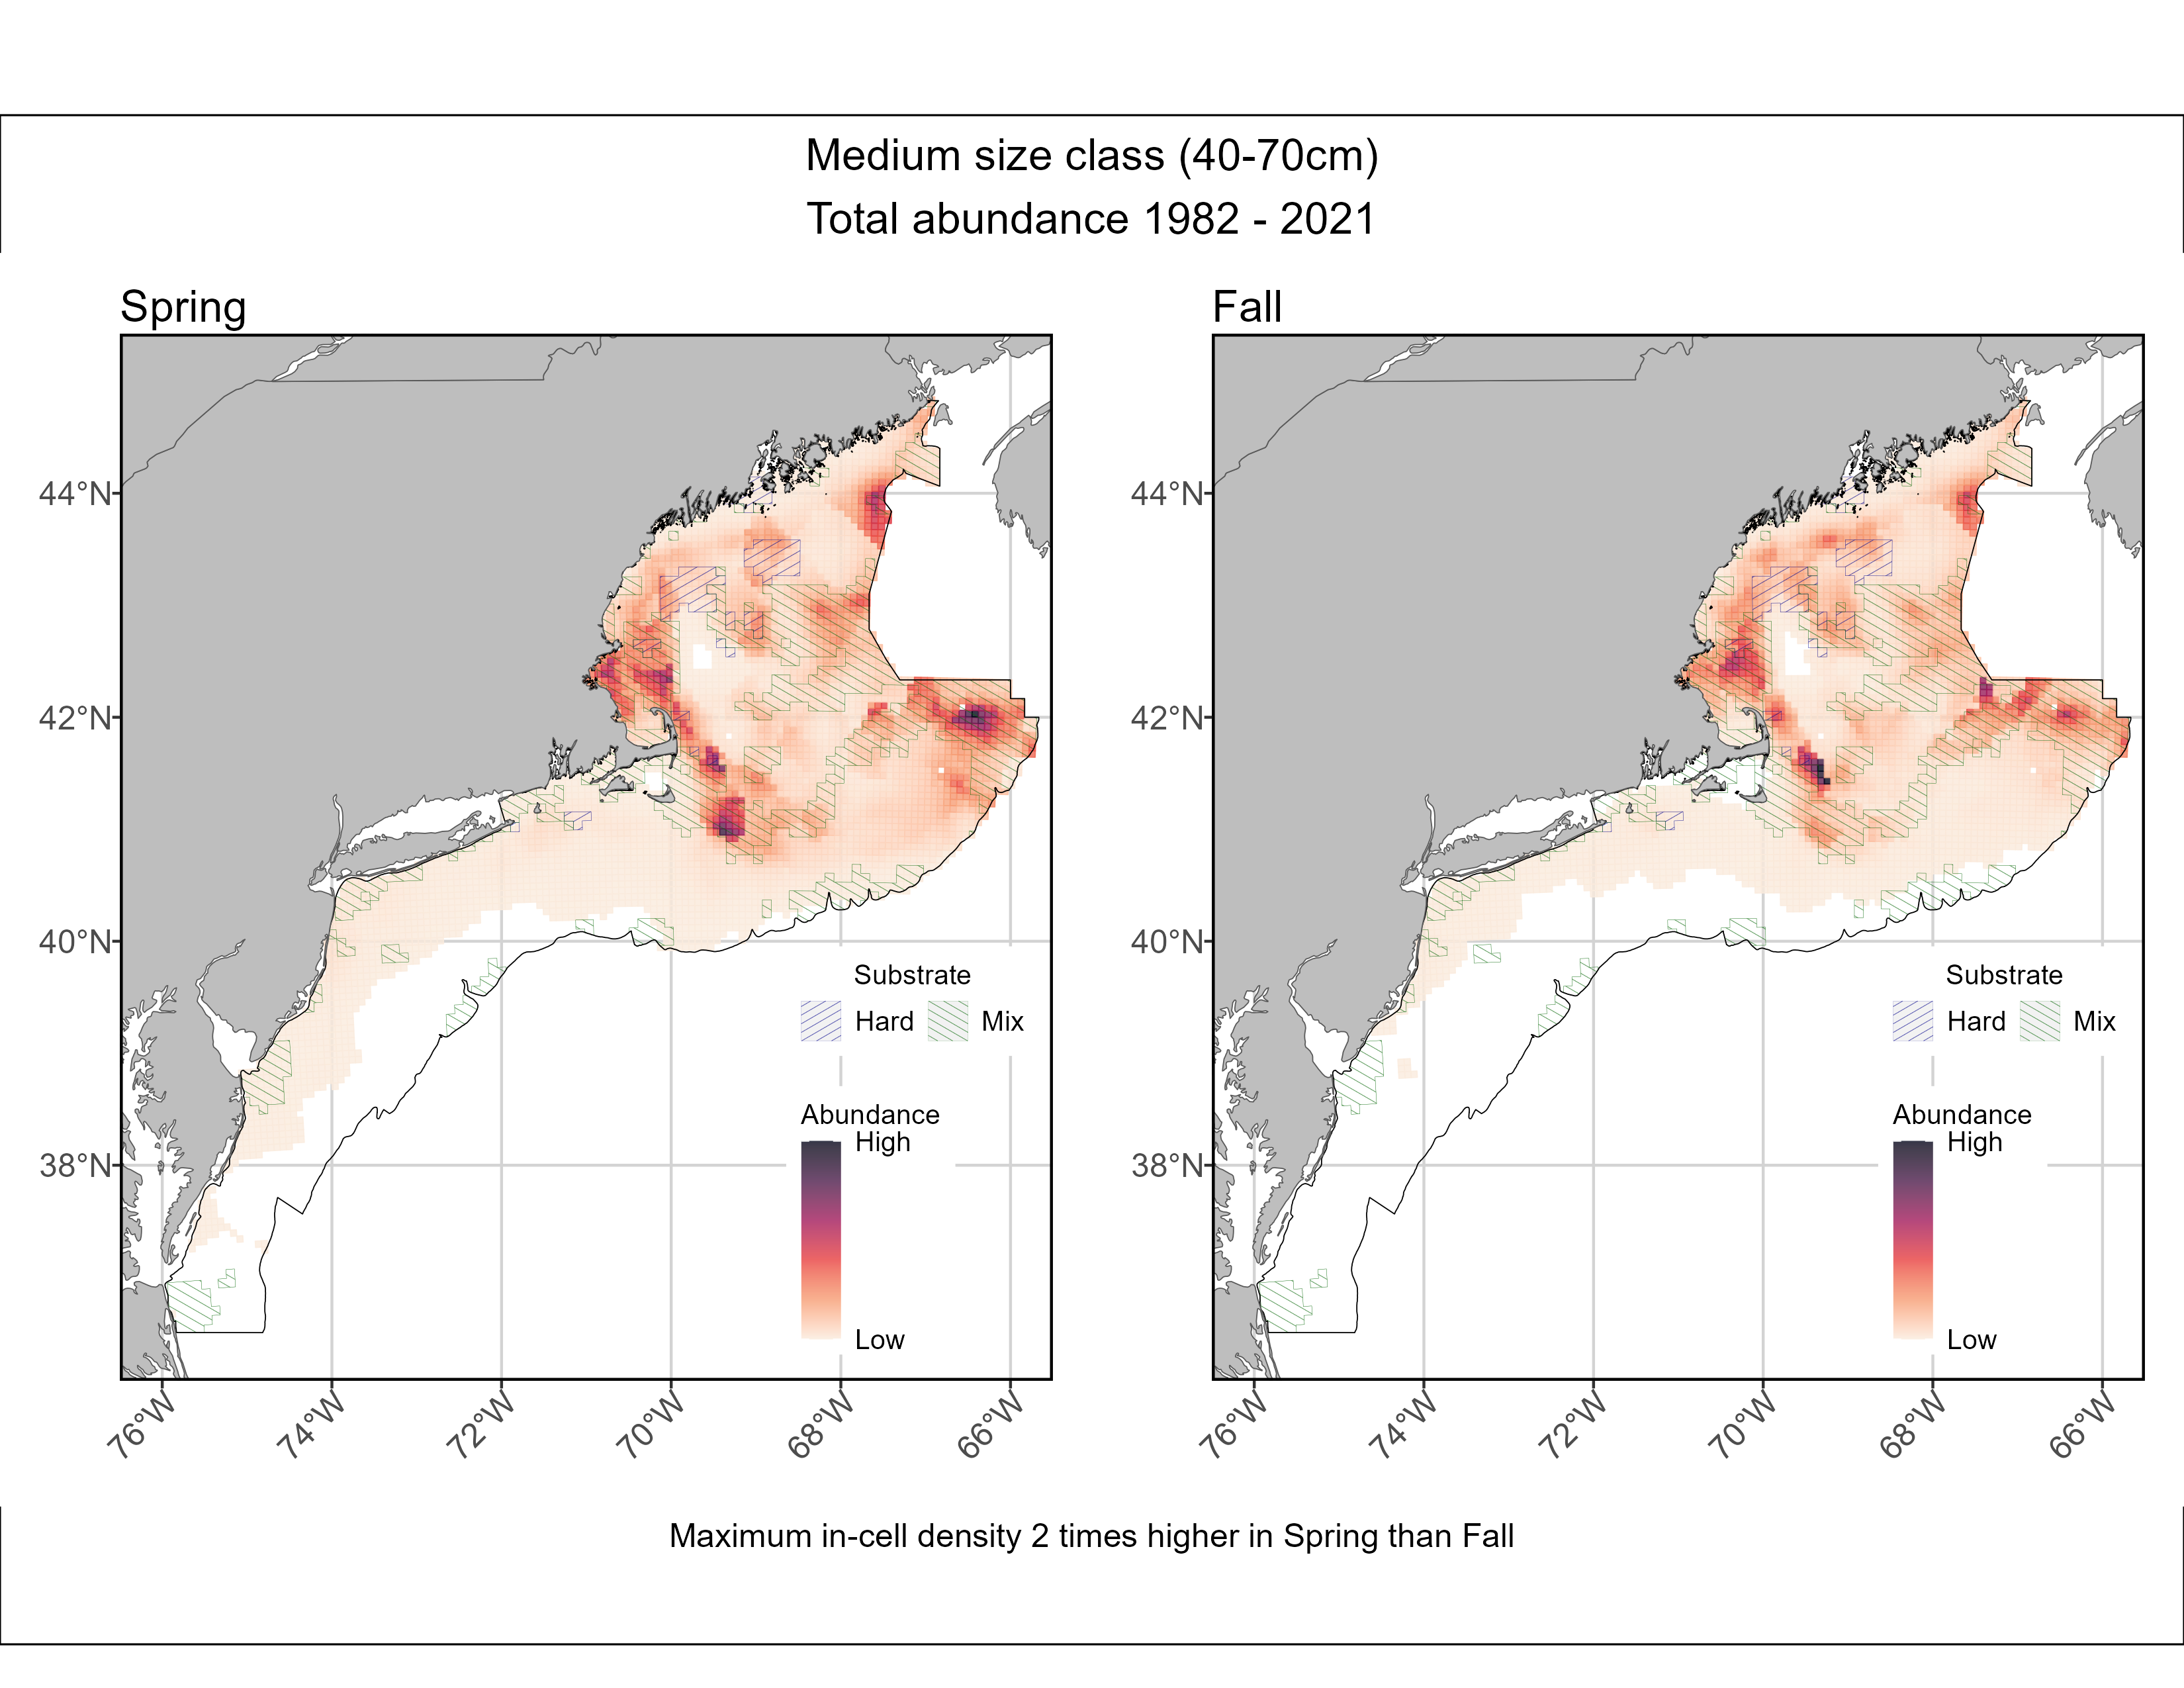 Medium size class (40-70cm)
Total abundance 1982 - 2021
Spring
44°N
42°N
40°N
38°N
76°W
74°W
72°W
70°W
68°W
66°W
Substrate
Hard
Mix
Abundance
High
Low
Fall
44°N
42°N
40°N
38°N
76°W
74°W
72°W
70°W
68°W
66°W
Substrate
Hard
Mix
Abundance
High
Low
Maximum in-cell density 2 times higher in Spring than Fall